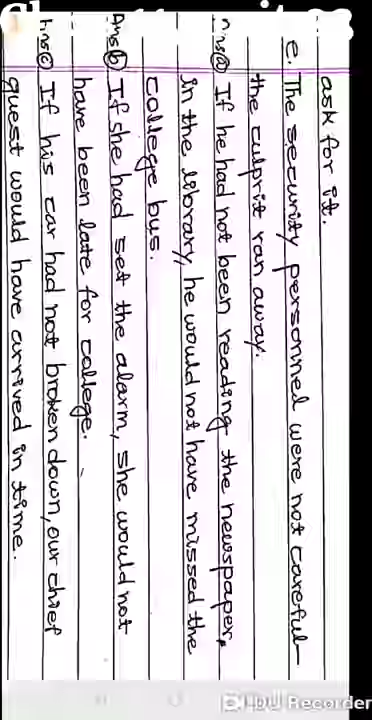 ask for it.
e. The security personnel were not careful
the culprit ran away.
Ans(a) If he had not been reading the newspaper,
in the library, he would not have missed the
college bus.
Ans(b) If she had set the alarm, she would not
have been late for college.
Ans(c) If his car had not broken down, our chief
guest would have arrived in time.
DU Recorder